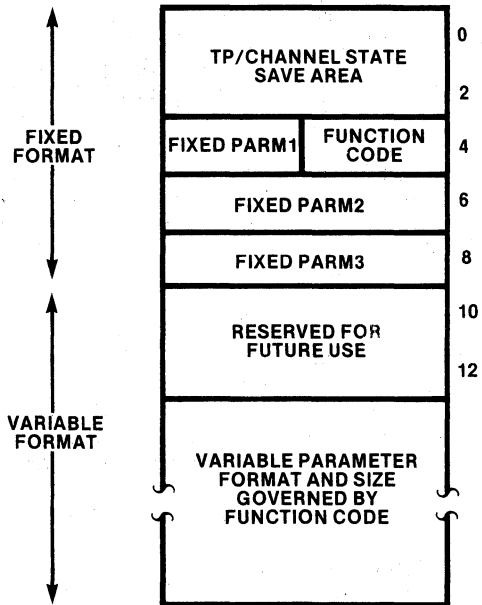 0
TP/CHANNEL STATE
SAVE AREA
2
FIXED
FORMAT
FIXED PARM1
FUNCTION
CODE
4
FIXED PARM2
6
FIXED PARM3
8
10
RESERVED FOR
FUTURE USE
12
VARIABLE
FORMAT
VARIABLE PARAMETER
FORMAT AND SIZE
GOVERNED BY
FUNCTION CODE